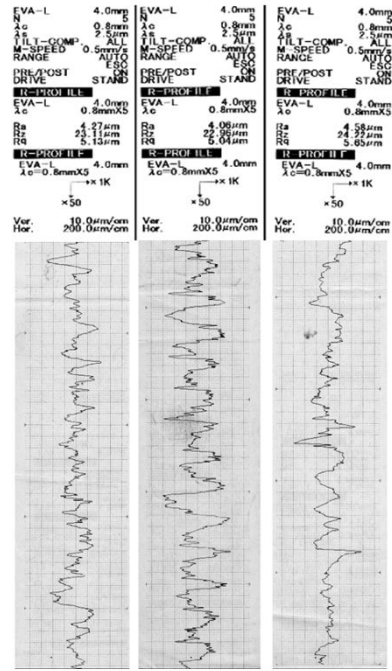 EVA-L 4.0mm
N 5
λc 0.8mm
λs 2.5μm
TILT-COMP. ALL
M-SPEED 0.5mm/s
RANGE AUTO
ESC
PRE/POST ON
DRIVE STAND
R-PROFILE
EVA-L 4.0mm
λc 0.8mmX5
Ra 4.27μm
Rz 23.11μm
Rq 5.13μm
R-PROFILE
EVA-L 4.0mm
λc=0.8mmX5
×1K
×50
Ver. 10.0μm/cm
Hor. 200.0μm/cm
EVA-L 4.0mm
N 5
λc 0.8mm
λs 2.5μm
TILT-COMP. ALL
M-SPEED 0.5mm/s
RANGE AUTO
ESC
PRE/POST ON
DRIVE STAND
R-PROFILE
EVA-L 4.0mm
λc 0.8mmX5
Ra 4.06μm
Rz 22.96μm
Rq 5.04μm
R-PROFILE
EVA-L 4.0mm
λc=0.8mmX5
×1K
×50
Ver. 10.0μm/cm
Hor. 200.0μm/cm
EVA-L 4.0mm
N 5
λc 0.8mm
λs 2.5μm
TILT-COMP. ALL
M-SPEED 0.5mm/s
RANGE AUTO
ESC
PRE/POST ON
DRIVE STAND
R PROFILE
EVA-L 4.0mm
λc 0.8mmX5
Ra 4.58μm
Rz 24.22μm
Rq 5.65μm
R PROFILE
EVA-L 4.0mm
λc=0.8mmX5
×1K
×50
Ver. 10.0μm/cm
Hor. 200.0μm/cm